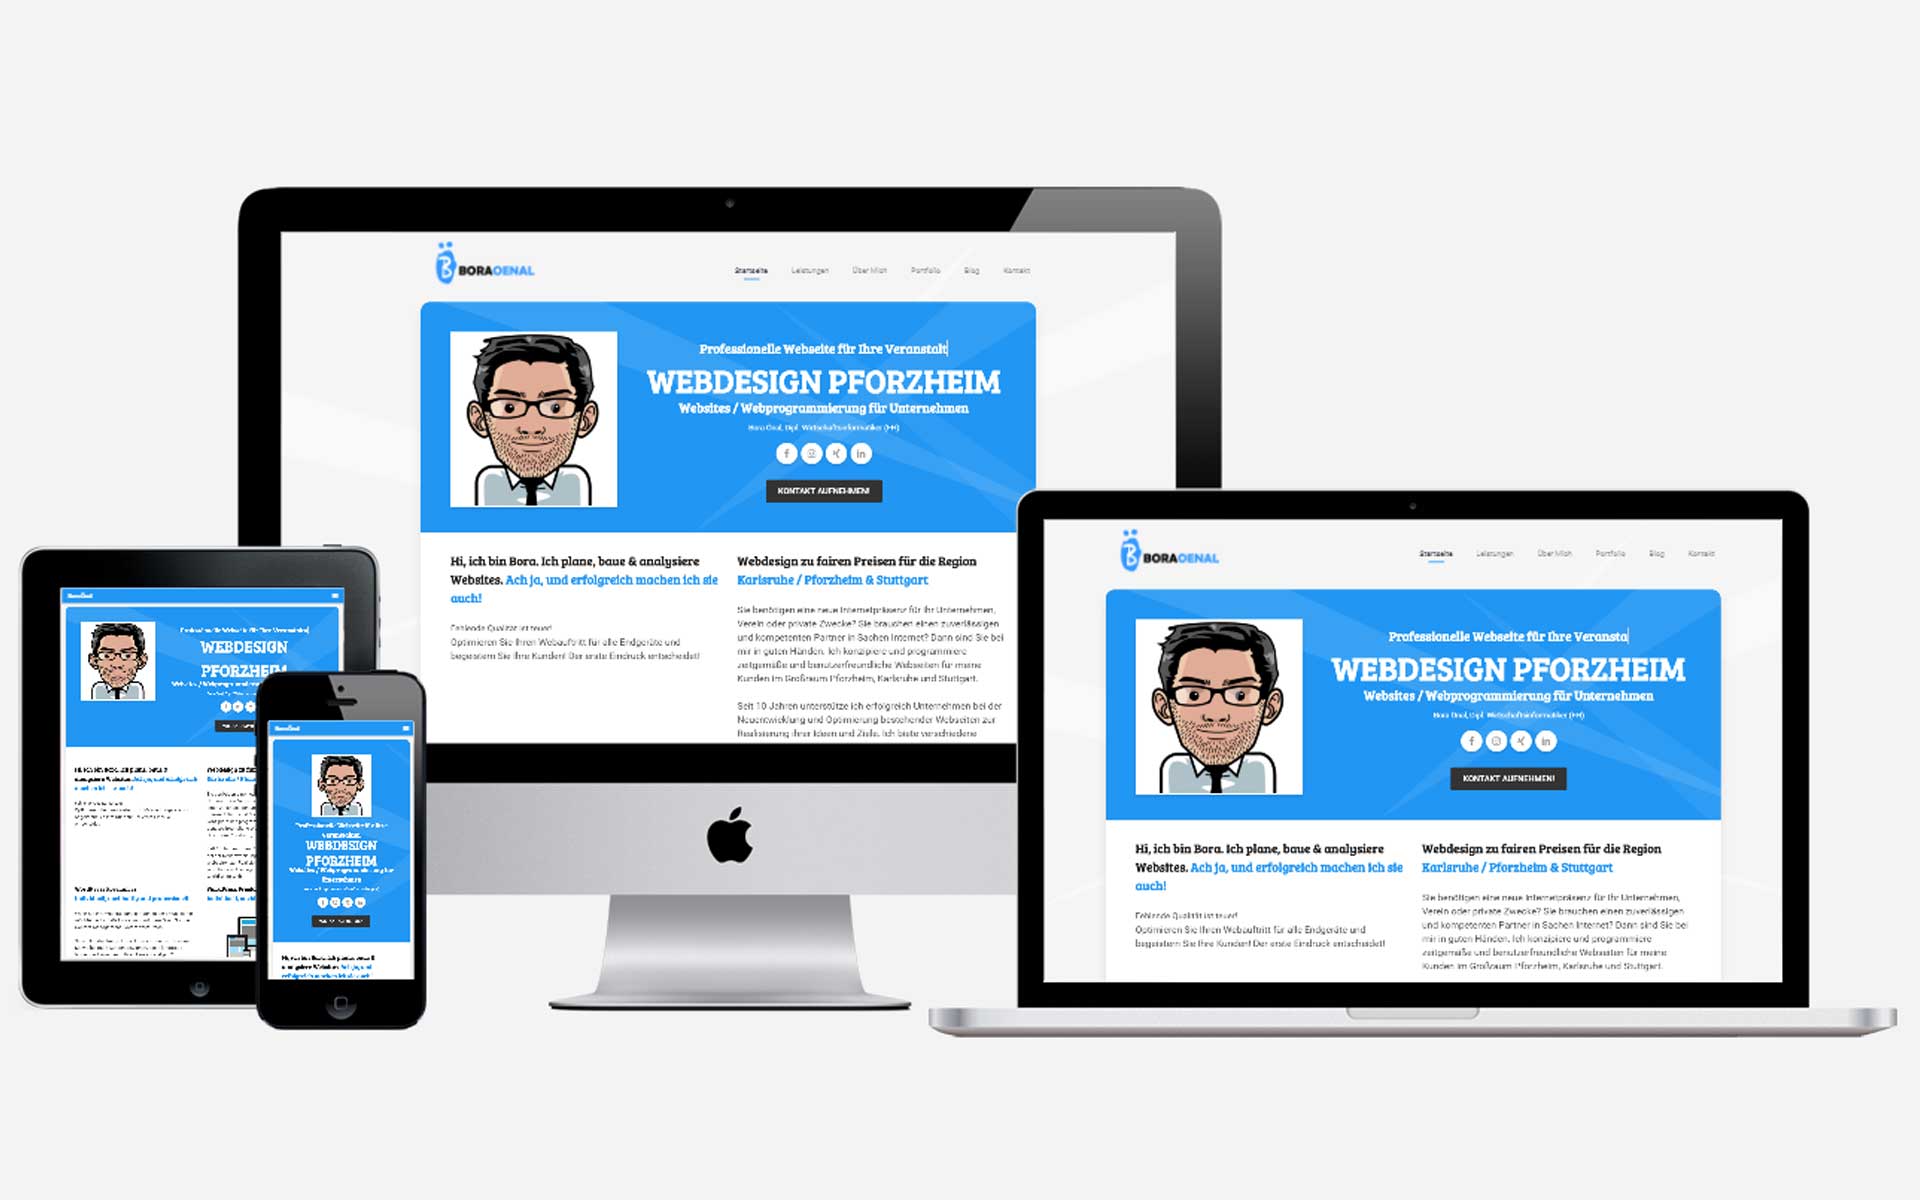 BORAOENAL
Startseite Leistungen Über Mich Portfolio Blog Kontakt
Professionelle Webseite für Ihre Veranstalt
WEBDESIGN PFORZHEIM
Websites / Webprogrammierung für Unternehmen
Bora Önal, Dipl. Wirtschaftsinformatiker (FH)
KONTAKT AUFNEHMEN!
Hi, ich bin Bora. Ich plane, baue & analysiere
Websites. Ach ja, und erfolgreich machen ich sie
auch!
Fehlende Qualität ist teuer!
Optimieren Sie Ihren Webauftritt für alle Endgeräte und
begeistern Sie Ihre Kunden! Der erste Eindruck entscheidet!
Webdesign zu fairen Preisen für die Region
Karlsruhe / Pforzheim & Stuttgart
Sie benötigen eine neue Internetpräsenz für Ihr Unternehmen,
Verein oder private Zwecke? Sie brauchen einen zuverlässigen
und kompetenten Partner in Sachen Internet? Dann sind Sie bei
mir in guten Händen. Ich konzipiere und programmiere
zeitgemäße und benutzerfreundliche Webseiten für meine
Kunden im Großraum Pforzheim, Karlsruhe und Stuttgart.
Seit 10 Jahren unterstütze ich erfolgreich Unternehmen bei der
Neuentwicklung und Optimierung bestehender Webseiten zur
Realisierung ihrer Ideen und Ziele. Ich biete verschiedene
BORAOENAL
Startseite Leistungen Über Mich Portfolio Blog Kontakt
Professionelle Webseite für Ihre Veransta
WEBDESIGN PFORZHEIM
Websites / Webprogrammierung für Unternehmen
Bora Önal, Dipl. Wirtschaftsinformatiker (FH)
KONTAKT AUFNEHMEN!
Hi, ich bin Bora. Ich plane, baue & analysiere
Websites. Ach ja, und erfolgreich machen ich sie
auch!
Fehlende Qualität ist teuer!
Optimieren Sie Ihren Webauftritt für alle Endgeräte und
begeistern Sie Ihre Kunden! Der erste Eindruck entscheidet!
Webdesign zu fairen Preisen für die Region
Karlsruhe / Pforzheim & Stuttgart
Sie benötigen eine neue Internetpräsenz für Ihr Unternehmen,
Verein oder private Zwecke? Sie brauchen einen zuverlässigen
und kompetenten Partner in Sachen Internet? Dann sind Sie bei
mir in guten Händen. Ich konzipiere und programmiere
zeitgemäße und benutzerfreundliche Webseiten für meine
Kunden im Großraum Pforzheim, Karlsruhe und Stuttgart.
WEBDESIGN
PFORZHEIM
WEBDESIGN
PFORZHEIM